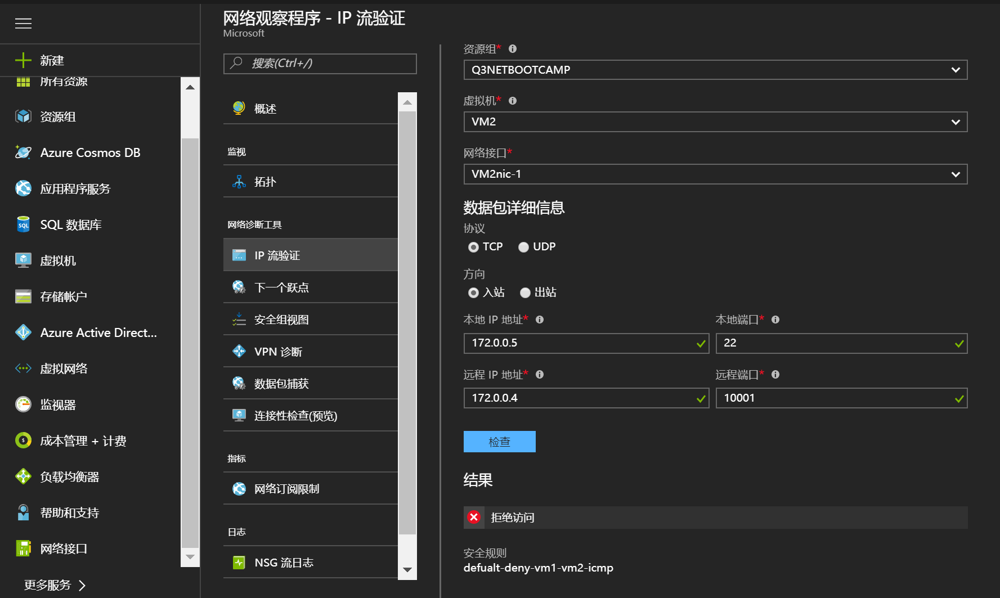 新建
所有资源
资源组
Azure Cosmos DB
应用程序服务
SQL 数据库
虚拟机
存储帐户
Azure Active Direct...
虚拟网络
监视器
成本管理 + 计费
负载均衡器
帮助和支持
网络接口
更多服务
网络观察程序 - IP 流验证
Microsoft
搜索(Ctrl+/)
概述
监视
拓扑
网络诊断工具
IP 流验证
下一个跃点
安全组视图
VPN 诊断
数据包捕获
连接性检查(预览)
指标
网络订阅限制
日志
NSG 流日志
资源组*
Q3NETBOOTCAMP
虚拟机*
VM2
网络接口*
VM2nic-1
数据包详细信息
协议
TCP UDP
方向
入站 出站
本地 IP 地址* 本地端口*
172.0.0.5 22
远程 IP 地址* 远程端口*
172.0.0.4 10001
检查
结果
拒绝访问
安全规则
defualt-deny-vm1-vm2-icmp